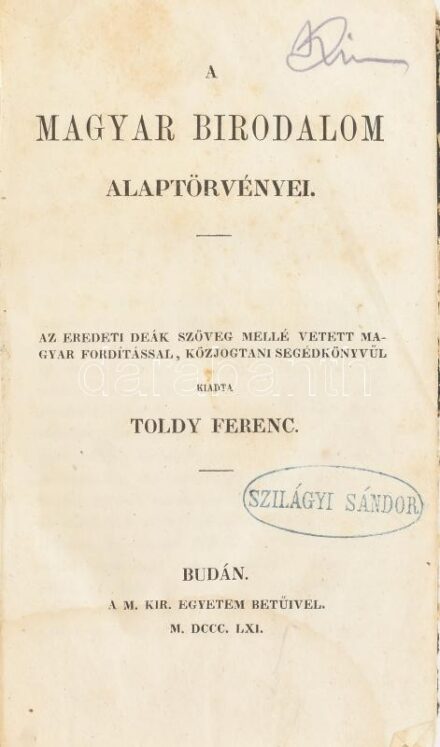 A
MAGYAR BIRODALOM
ALAPTÖRVÉNYEI.
AZ EREDETI DEÁK SZÖVEG MELLÉ VETETT MA-
GYAR FORDÍTÁSSAL, KÖZJOGTANI SEGÉDKÖNYVŰL
KIADTA
TOLDY FERENC.
SZILÁGYI SÁNDOR
BUDÁN.
A M. KIR. EGYETEM BETŰIVEL.
M. DCCC. LXI.